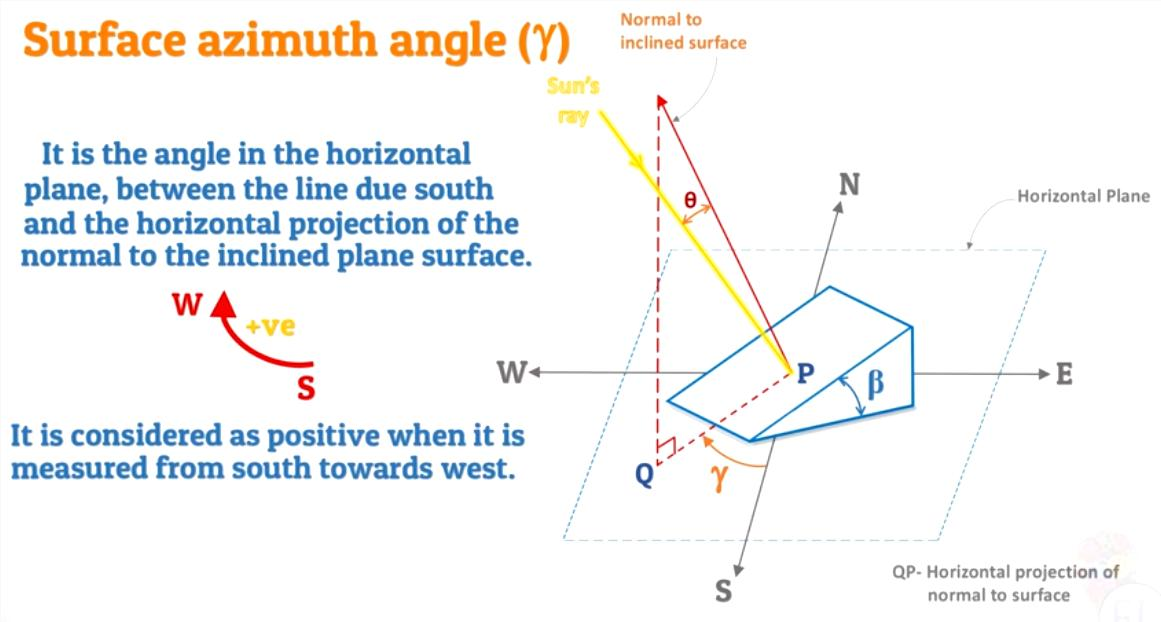 Surface azimuth angle (γ)
Normal to
inclined surface
Sun's
ray
It is the angle in the horizontal
plane, between the line due south
and the horizontal projection of the
normal to the inclined plane surface.
W
+ve
S
It is considered as positive when it is
measured from south towards west.
θ
N
Horizontal Plane
W
P
β
E
Q
γ
S
QP- Horizontal projection of
normal to surface